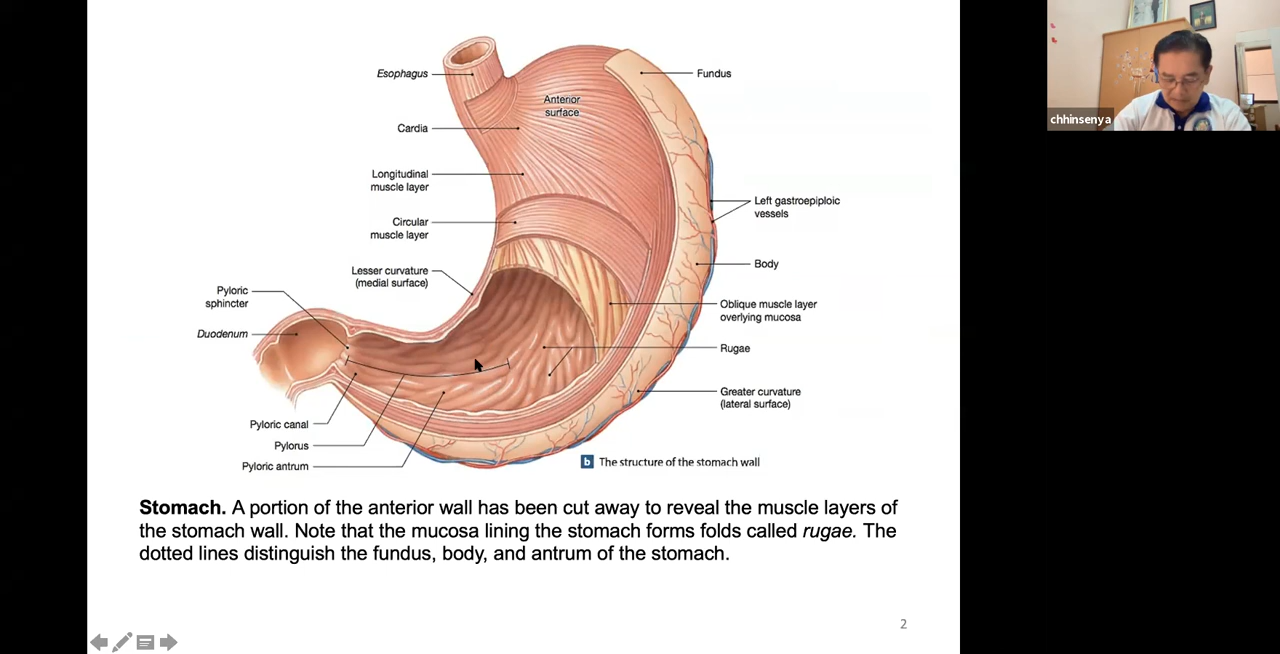 Esophagus
Fundus
Anterior
surface
Cardia
Longitudinal
muscle layer
Left gastroepiploic
vessels
Circular
muscle layer
Lesser curvature
(medial surface)
Body
Pyloric
sphincter
Oblique muscle layer
overlying mucosa
Duodenum
Rugae
Greater curvature
(lateral surface)
Pyloric canal
Pylorus
Pyloric antrum
b The structure of the stomach wall
Stomach. A portion of the anterior wall has been cut away to reveal the muscle layers of
the stomach wall. Note that the mucosa lining the stomach forms folds called rugae. The
dotted lines distinguish the fundus, body, and antrum of the stomach.
2
chhinsenya